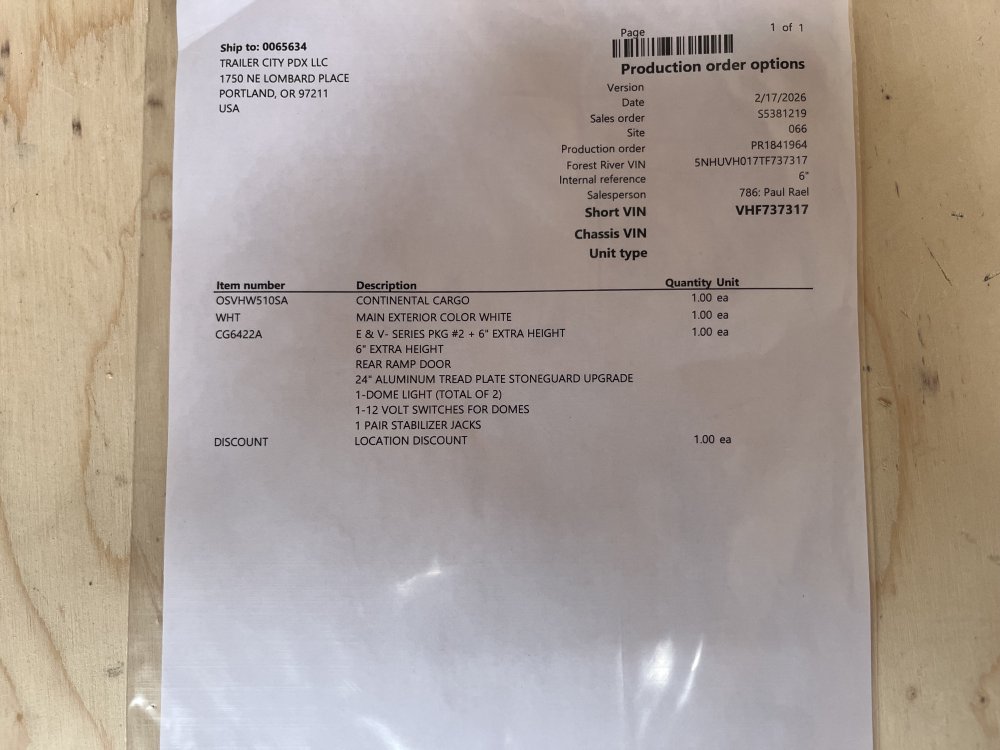 Ship to: 0065634
TRAILER CITY PDX LLC
1750 NE LOMBARD PLACE
PORTLAND, OR 97211
USA
Page 1 of 1
Production order options
Version
Date 2/17/2026
Sales order S5381219
Site 066
Production order PR1841964
Forest River VIN 5NHUVH017TF737317
Internal reference 6"
Salesperson 786: Paul Rael
Short VIN VHF737317
Chassis VIN
Unit type
Item number Description Quantity Unit
OSVHW510SA CONTINENTAL CARGO 1.00 ea
WHT MAIN EXTERIOR COLOR WHITE 1.00 ea
CG6422A E & V- SERIES PKG #2 + 6" EXTRA HEIGHT 1.00 ea
6" EXTRA HEIGHT
REAR RAMP DOOR
24" ALUMINUM TREAD PLATE STONEGUARD UPGRADE
1-DOME LIGHT (TOTAL OF 2)
1-12 VOLT SWITCHES FOR DOMES
1 PAIR STABILIZER JACKS
DISCOUNT LOCATION DISCOUNT 1.00 ea